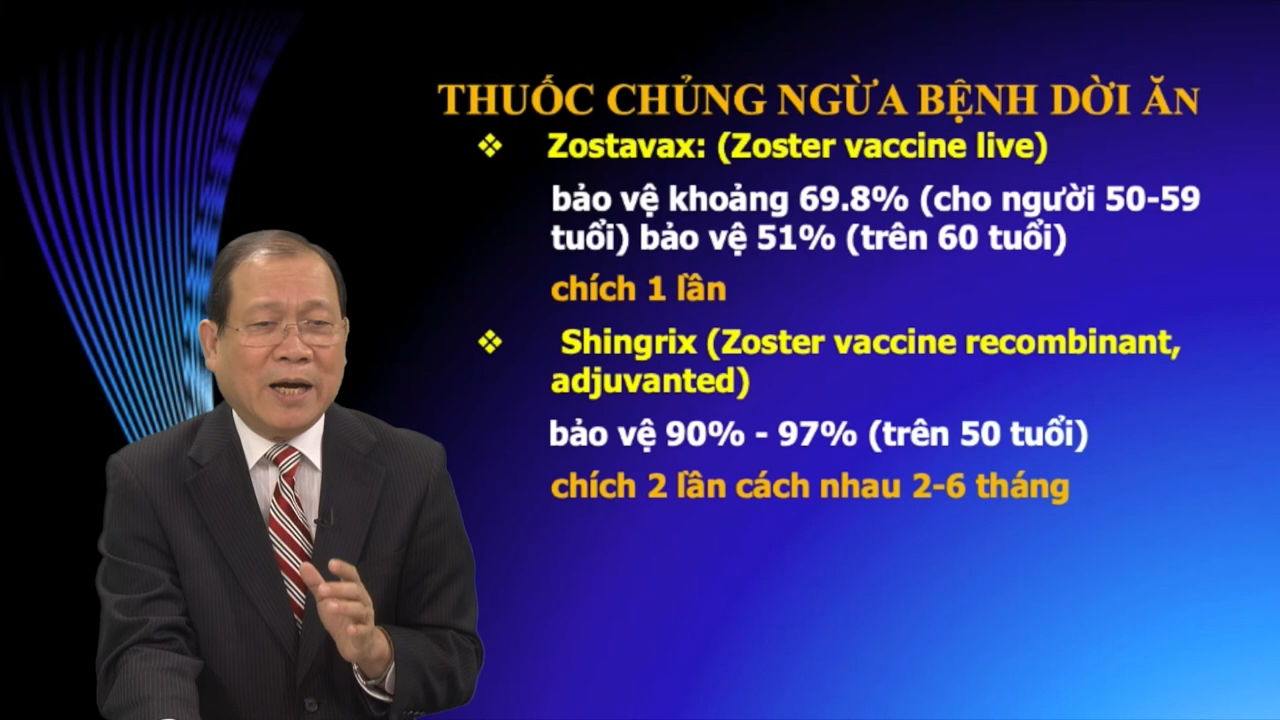 THUỐC CHỦNG NGỪA BỆNH DỜI ĂN
❖ Zostavax: (Zoster vaccine live)
bảo vệ khoảng 69.8% (cho người 50-59
tuổi) bảo vệ 51% (trên 60 tuổi)
chích 1 lần
❖ Shingrix (Zoster vaccine recombinant,
adjuvanted)
bảo vệ 90% - 97% (trên 50 tuổi)
chích 2 lần cách nhau 2-6 tháng